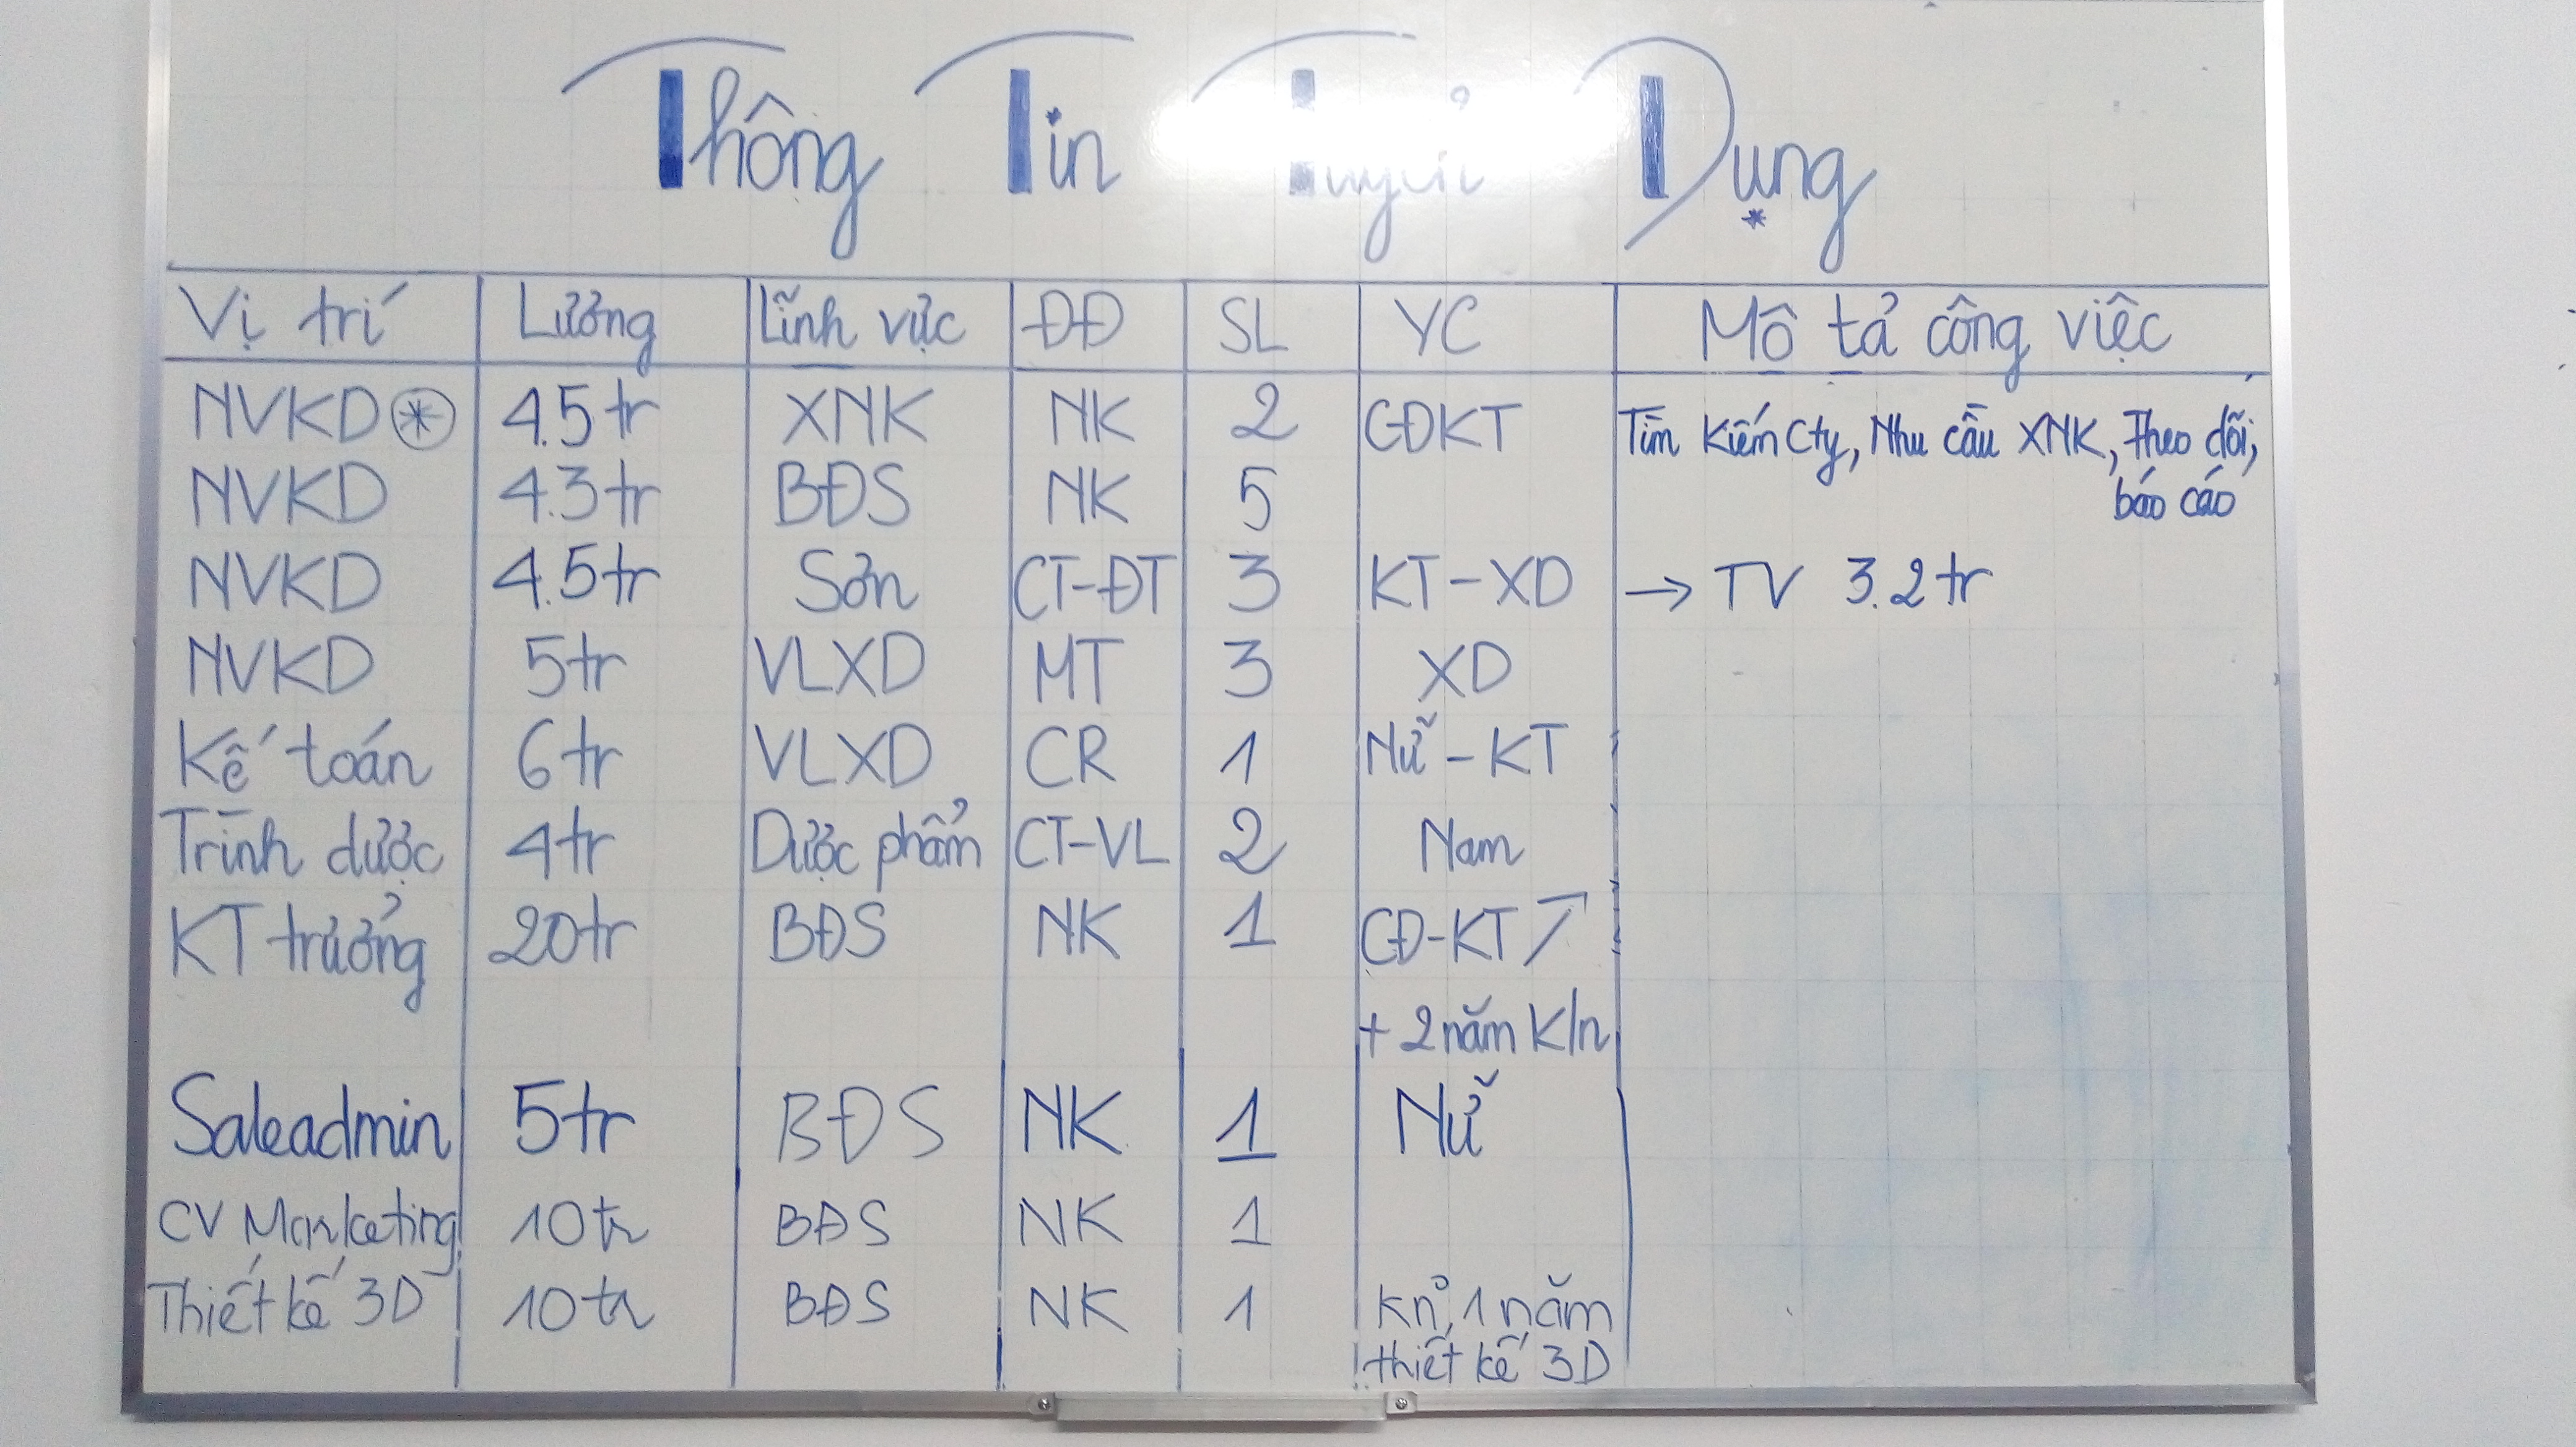 Thông Tin Tuyển Dụng
Vị trí Lương Lĩnh vực ĐĐ SL YC Mô tả công việc
NVKD * 4.5tr XNK NK 2 CĐKT Tìm Kiếm Cty, Nhu cầu XNK, Theo dõi,
báo cáo
NVKD 4.3tr BĐS NK 5
NVKD 4.5tr Sơn CT-ĐT 3 KT-XD → TV 3.2tr
NVKD 5tr VLXD MT 3 XD
Kế toán 6tr VLXD CR 1 Nữ-KT
Trình dược 4tr Dược phẩm CT-VL 2 Nam
KT trưởng 20tr BĐS NK 1 CĐ-KT ↗
+ 2 năm K/n
Saleadmin 5tr BĐS NK 1 Nữ
CV Marketing 10tr BĐS NK 1
Thiết kế 3D 10tr BĐS NK 1 Kn 1 năm
thiết kế 3D